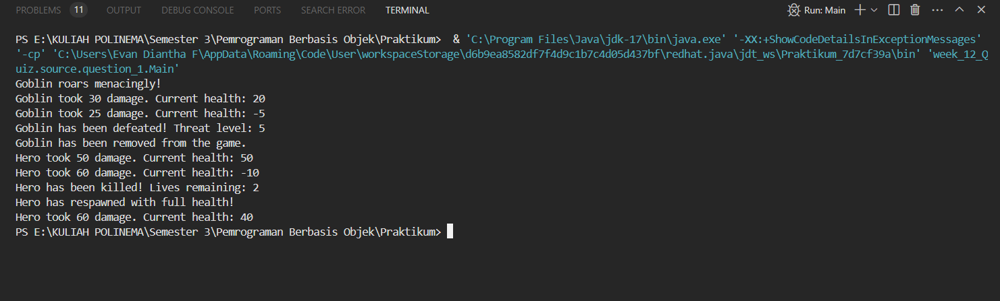 PROBLEMS 11 OUTPUT DEBUG CONSOLE PORTS SEARCH ERROR TERMINAL Run: Main
PS E:\KULIAH POLINEMA\Semester 3\Pemrograman Berbasis Objek\Praktikum>  & 'C:\Program Files\Java\jdk-17\bin\java.exe' '-XX:+ShowCodeDetailsInExceptionMessages'
'-cp' 'C:\Users\Evan Diantha F\AppData\Roaming\Code\User\workspaceStorage\d6b9ea8582df7f4d9c1b7c4d05d437bf\redhat.java\jdt_ws\Praktikum_7d7cf39a\bin' 'week_12_Q
uiz.source.question_1.Main'
Goblin roars menacingly!
Goblin took 30 damage. Current health: 20
Goblin took 25 damage. Current health: -5
Goblin has been defeated! Threat level: 5
Goblin has been removed from the game.
Hero took 50 damage. Current health: 50
Hero took 60 damage. Current health: -10
Hero has been killed! Lives remaining: 2
Hero has respawned with full health!
Hero took 60 damage. Current health: 40
PS E:\KULIAH POLINEMA\Semester 3\Pemrograman Berbasis Objek\Praktikum>